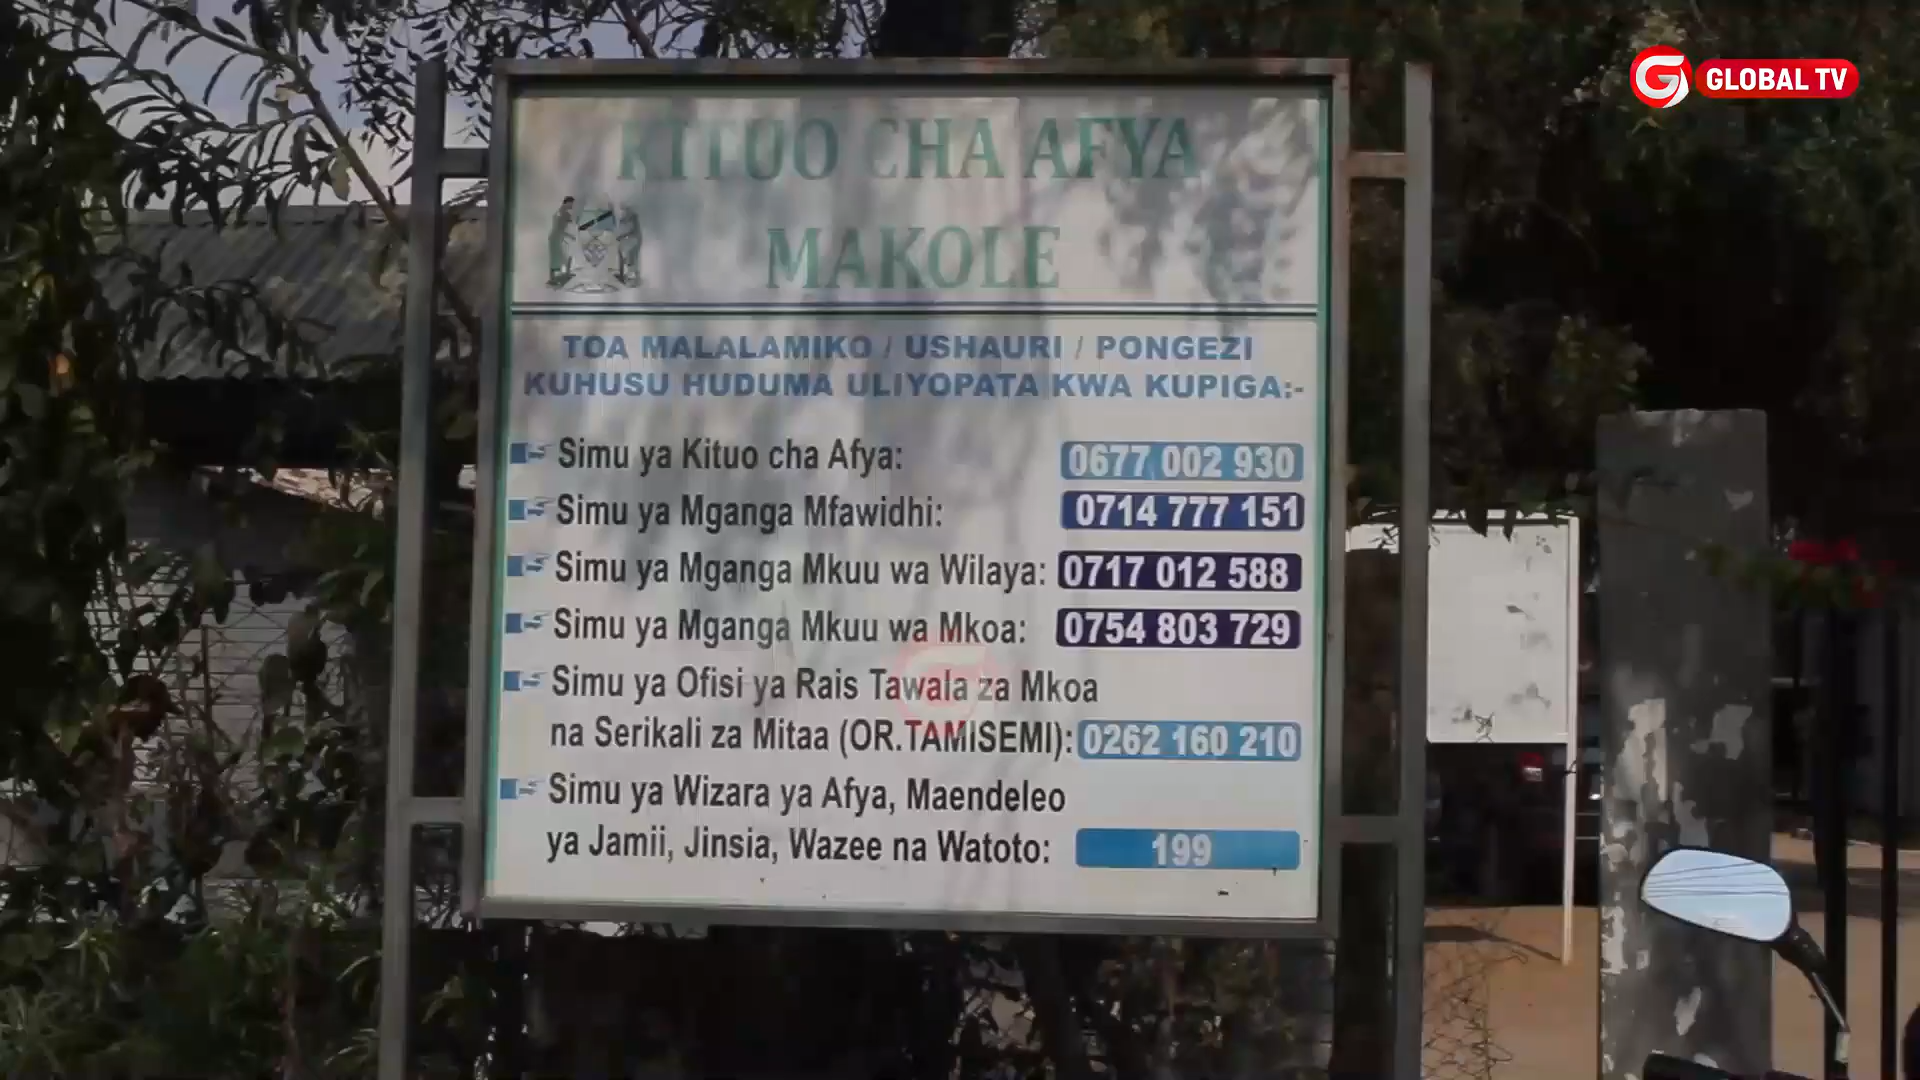 GLOBAL TV
KITUO CHA AFYA
MAKOLE
TOA MALALAMIKO / USHAURI / PONGEZI
KUHUSU HUDUMA ULIYOPATA KWA KUPIGA:-
Simu ya Kituo cha Afya: 0677 002 930
Simu ya Mganga Mfawidhi: 0714 777 151
Simu ya Mganga Mkuu wa Wilaya: 0717 012 588
Simu ya Mganga Mkuu wa Mkoa: 0754 803 729
Simu ya Ofisi ya Rais Tawala za Mkoa
na Serikali za Mitaa (OR.TAMISEMI): 0262 160 210
Simu ya Wizara ya Afya, Maendeleo
ya Jamii, Jinsia, Wazee na Watoto: 199